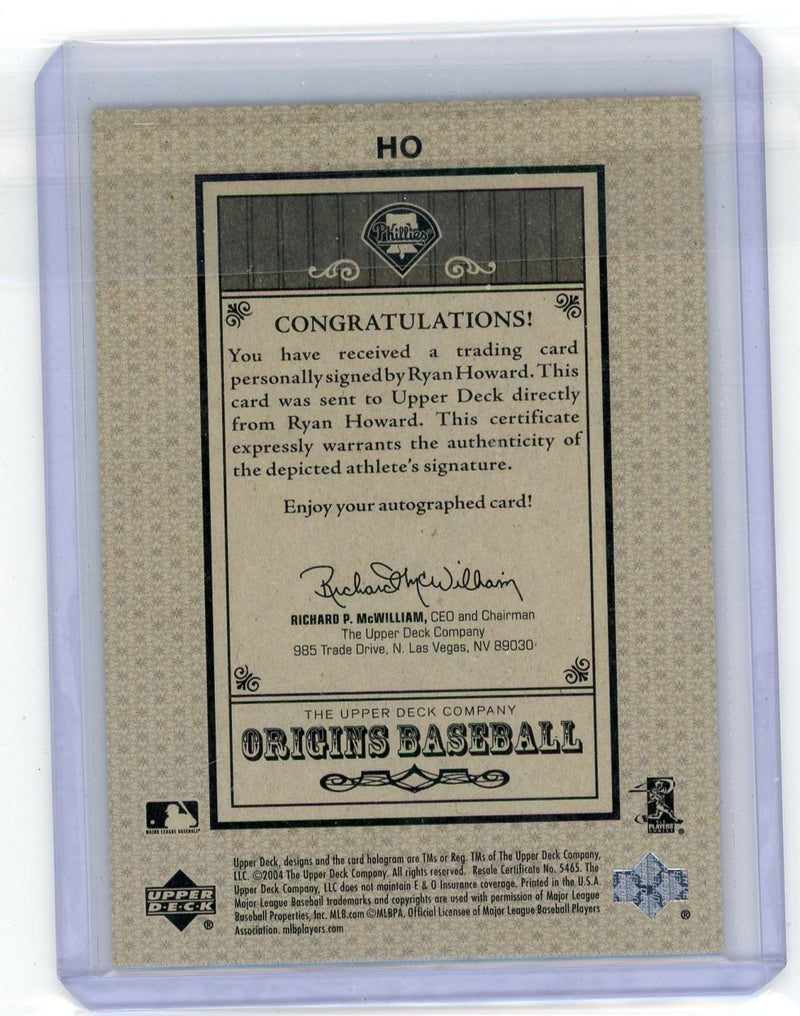 HO
Phillies
CONGRATULATIONS!
You have received a trading card
personally signed by Ryan Howard. This
card was sent to Upper Deck directly
from Ryan Howard. This certificate
expressly warrants the authenticity of
the depicted athlete's signature.
Enjoy your autographed card!
Richard P. McWilliam
RICHARD P. McWILLIAM, CEO and Chairman
The Upper Deck Company
985 Trade Drive, N. Las Vegas, NV 89030
THE UPPER DECK COMPANY
ORIGINS BASEBALL
MAJOR LEAGUE BASEBALL®
PLAYERS
CHOICE
®
UPPER
D·E·C·K
®
Upper Deck, designs and the card hologram are TMs or Reg. TMs of The Upper Deck Company,
LLC. ©2004 The Upper Deck Company. All rights reserved. Resale Certificate No. 5465. The
Upper Deck Company, LLC does not maintain E & O Insurance coverage. Printed in the U.S.A.
Major League Baseball trademarks and copyrights are used with permission of Major League
Baseball Properties, Inc. MLB.com ©MLBPA. Official Licensee of Major League Baseball Players
Association. mlbplayers.com
®